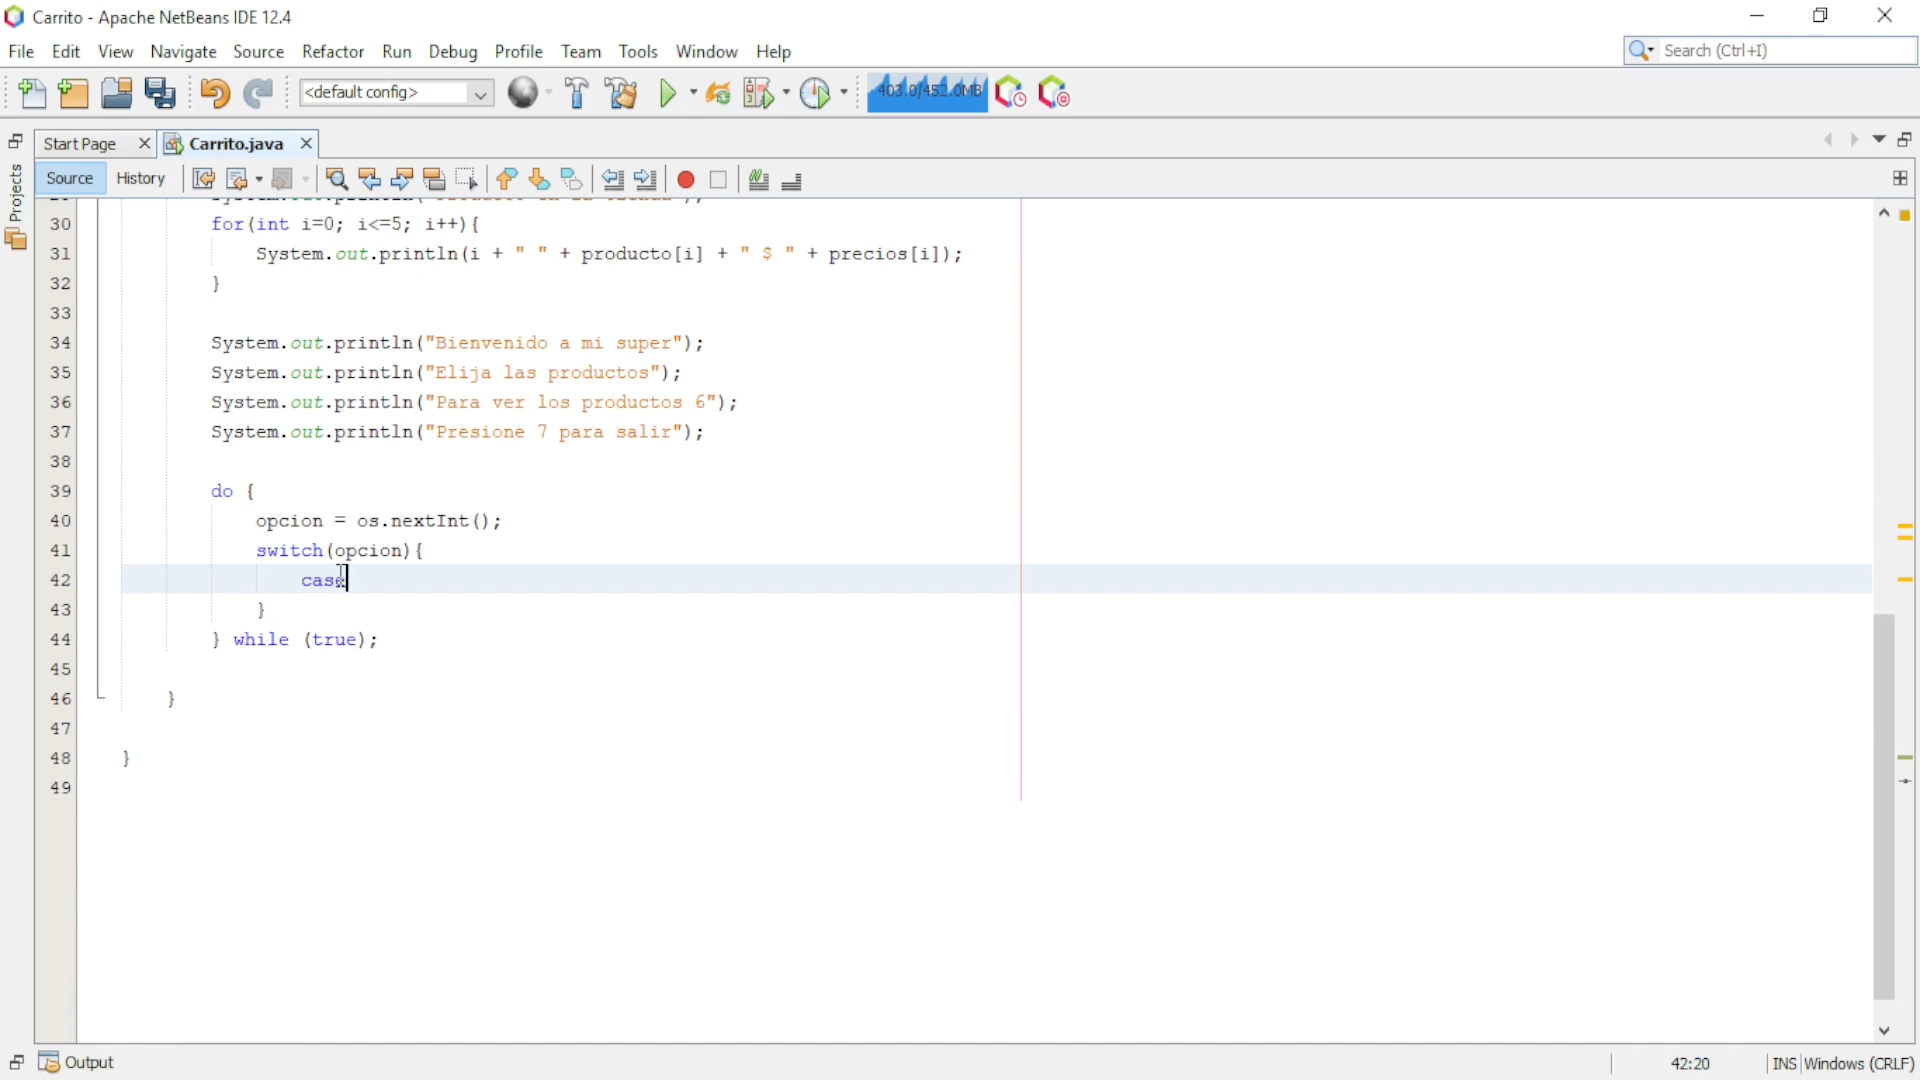 Carrito - Apache NetBeans IDE 12.4
File Edit View Navigate Source Refactor Run Debug Profile Team Tools Window Help
Search (Ctrl+I)
<default config>
403.0/452.0MB
Start Page
Carrito.java
Projects
Source
History
30 for(int i=0; i<=5; i++){
31 System.out.println(i + " " + producto[i] + " $ " + precios[i]);
32 }
33
34 System.out.println("Bienvenido a mi super");
35 System.out.println("Elija las productos");
36 System.out.println("Para ver los productos 6");
37 System.out.println("Presione 7 para salir");
38
39 do {
40 opcion = os.nextInt();
41 switch(opcion){
42 case
43 }
44 } while (true);
45
46 }
47
48 }
49
Output
42:20
INS
Windows (CRLF)